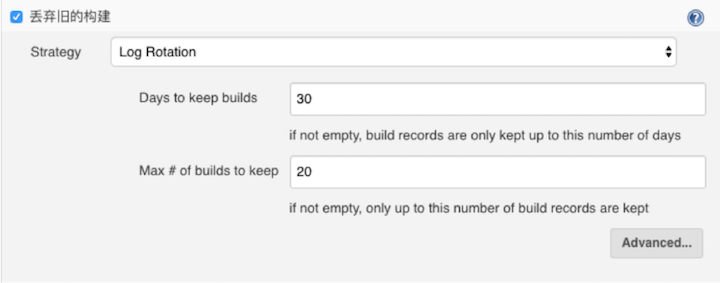 丢弃旧的构建
Strategy Log Rotation
Days to keep builds 30
if not empty, build records are only kept up to this number of days
Max # of builds to keep 20
if not empty, only up to this number of build records are kept
Advanced...